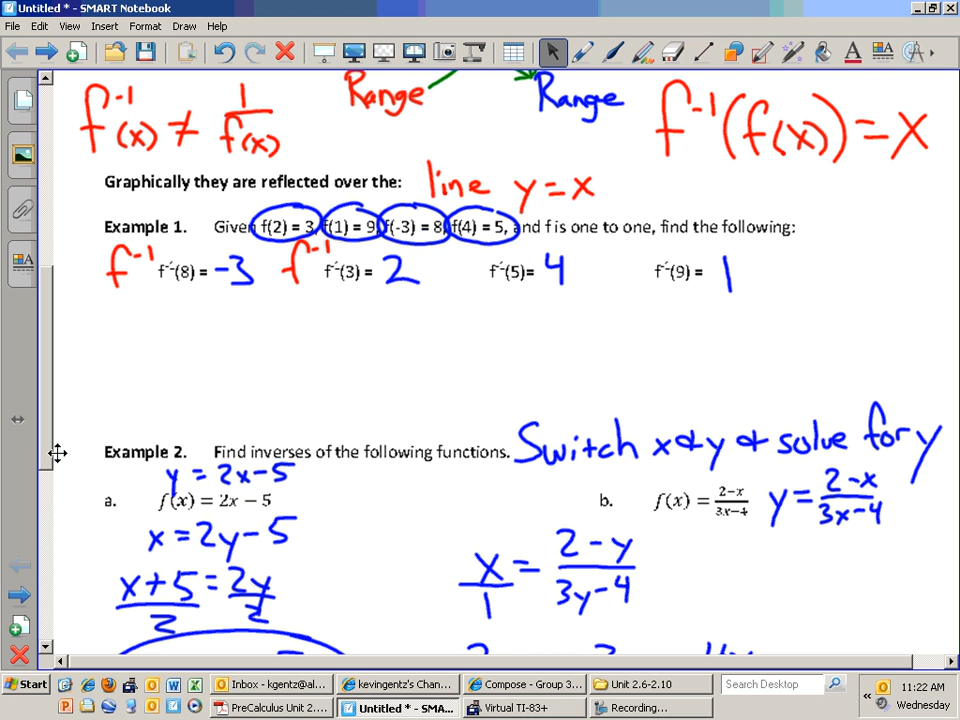 Untitled * - SMART Notebook
File Edit View Insert Format Draw Help
Range Range
f⁻¹(x) ≠ 1/f(x)
f⁻¹(f(x)) = x
Graphically they are reflected over the: line y = x
Example 1. Given f(2) = 3, f(1) = 9, f(-3) = 8, f(4) = 5, and f is one to one, find the following:
f⁻¹ f⁻¹(8) = -3 f⁻¹ f⁻¹(3) = 2 f⁻¹(5)= 4 f⁻¹(9) = 1
Switch x & y & solve for y
Example 2. Find inverses of the following functions.
y = 2x - 5
a. f(x) = 2x − 5
b. f(x) = 2−x/3x−4 y = 2-x/3x-4
x = 2y - 5
x = 2-y/3y-4
1
x+5 = 2y
2 2
Start Inbox - kgentz@al... kevingentz's Chan... Compose - Group 3... Unit 2.6-2.10 Search Desktop 11:22 AM
PreCalculus Unit 2.... Untitled * - SMA... Virtual TI-83+ Recording... Wednesday